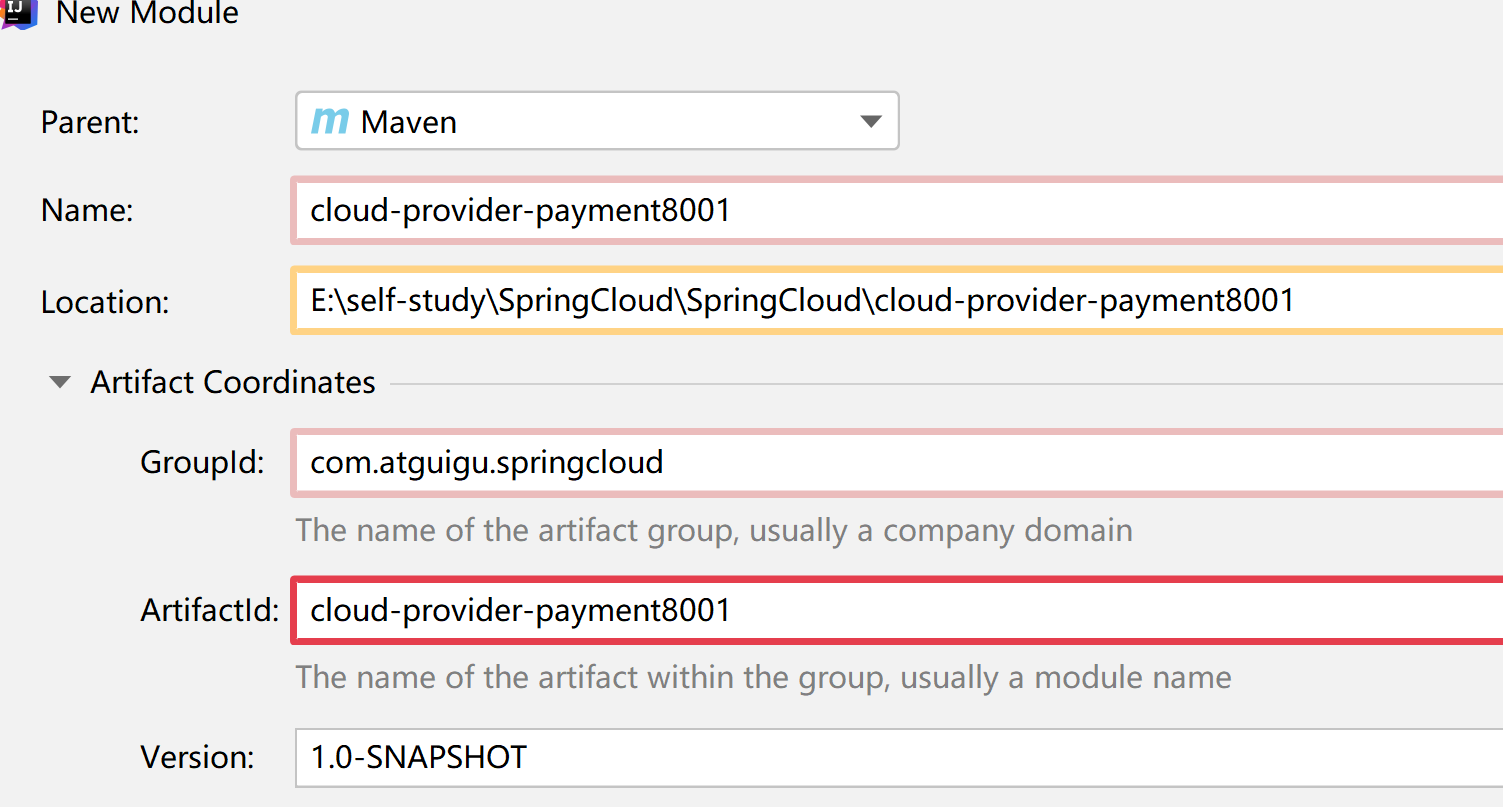 IJ
New Module
Parent:
m Maven
Name:
cloud-provider-payment8001
Location:
E:\self-study\SpringCloud\SpringCloud\cloud-provider-payment8001
Artifact Coordinates
GroupId:
com.atguigu.springcloud
The name of the artifact group, usually a company domain
ArtifactId:
cloud-provider-payment8001
The name of the artifact within the group, usually a module name
Version:
1.0-SNAPSHOT